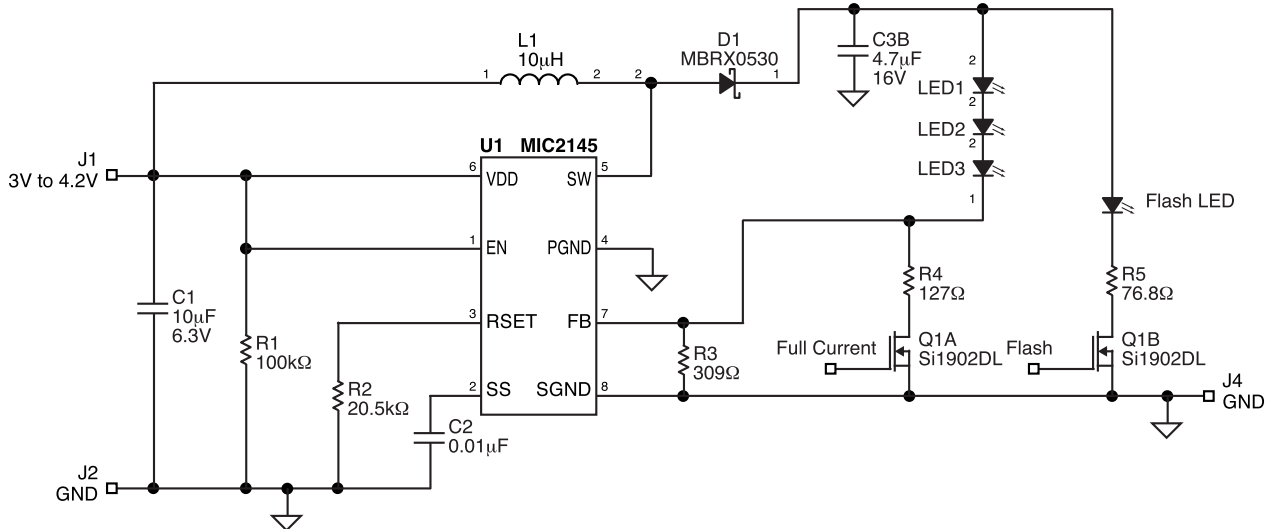 L1
10µH
1
2
2
D1
MBRX0530
1
C3B
4.7µF
16V
2
LED1
2
LED2
2
LED3
1
J1
3V to 4.2V
U1 MIC2145
6
VDD
SW
5
1
EN
PGND
4
3
RSET
FB
7
2
SS
SGND
8
C1
10µF
6.3V
R1
100kΩ
R2
20.5kΩ
C2
0.01µF
R3
309Ω
R4
127Ω
Full Current
Q1A
Si1902DL
Flash LED
R5
76.8Ω
Flash
Q1B
Si1902DL
J4
GND
J2
GND